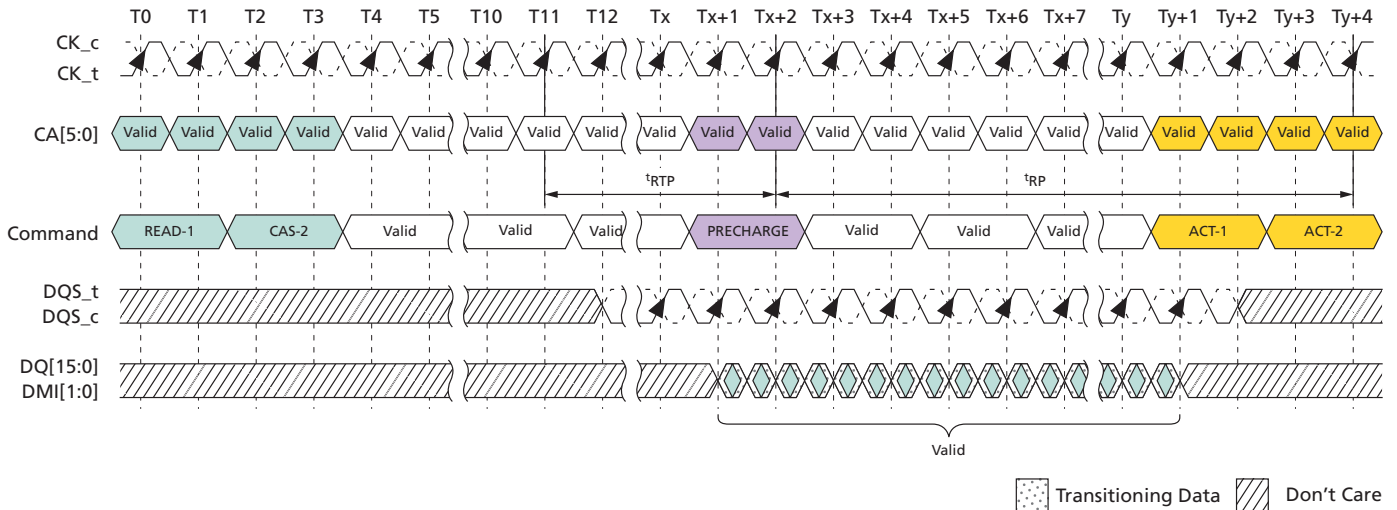 T0 T1 T2 T3 T4 T5 T10 T11 T12 Tx Tx+1 Tx+2 Tx+3 Tx+4 Tx+5 Tx+6 Tx+7 Ty Ty+1 Ty+2 Ty+3 Ty+4
CK_c
CK_t
CA[5:0] Valid Valid Valid Valid Valid Valid Valid Valid Valid Valid Valid Valid Valid Valid Valid Valid Valid Valid Valid Valid Valid Valid
tRTP tRP
Command READ-1 CAS-2 Valid Valid Valid PRECHARGE Valid Valid Valid ACT-1 ACT-2
DQS_t
DQS_c
DQ[15:0]
DMI[1:0]
Valid
Transitioning Data Don't Care